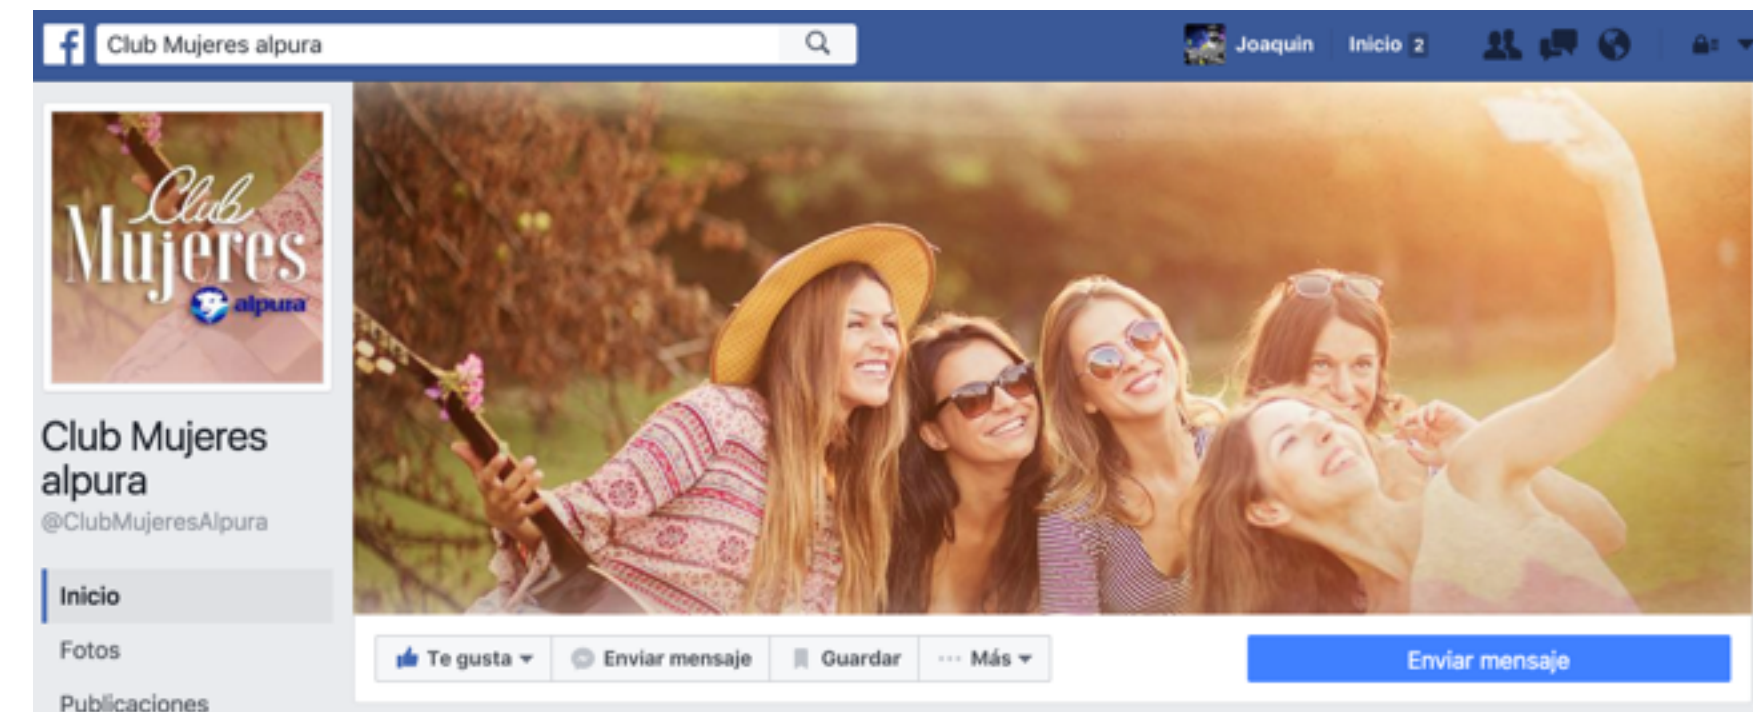 Club Mujeres alpura
Joaquin
Inicio 2
Club
Mujeres
alpura
Club Mujeres
alpura
@ClubMujeresAlpura
Inicio
Fotos
Publicaciones
Te gusta
Enviar mensaje
Guardar
Más
Enviar mensaje